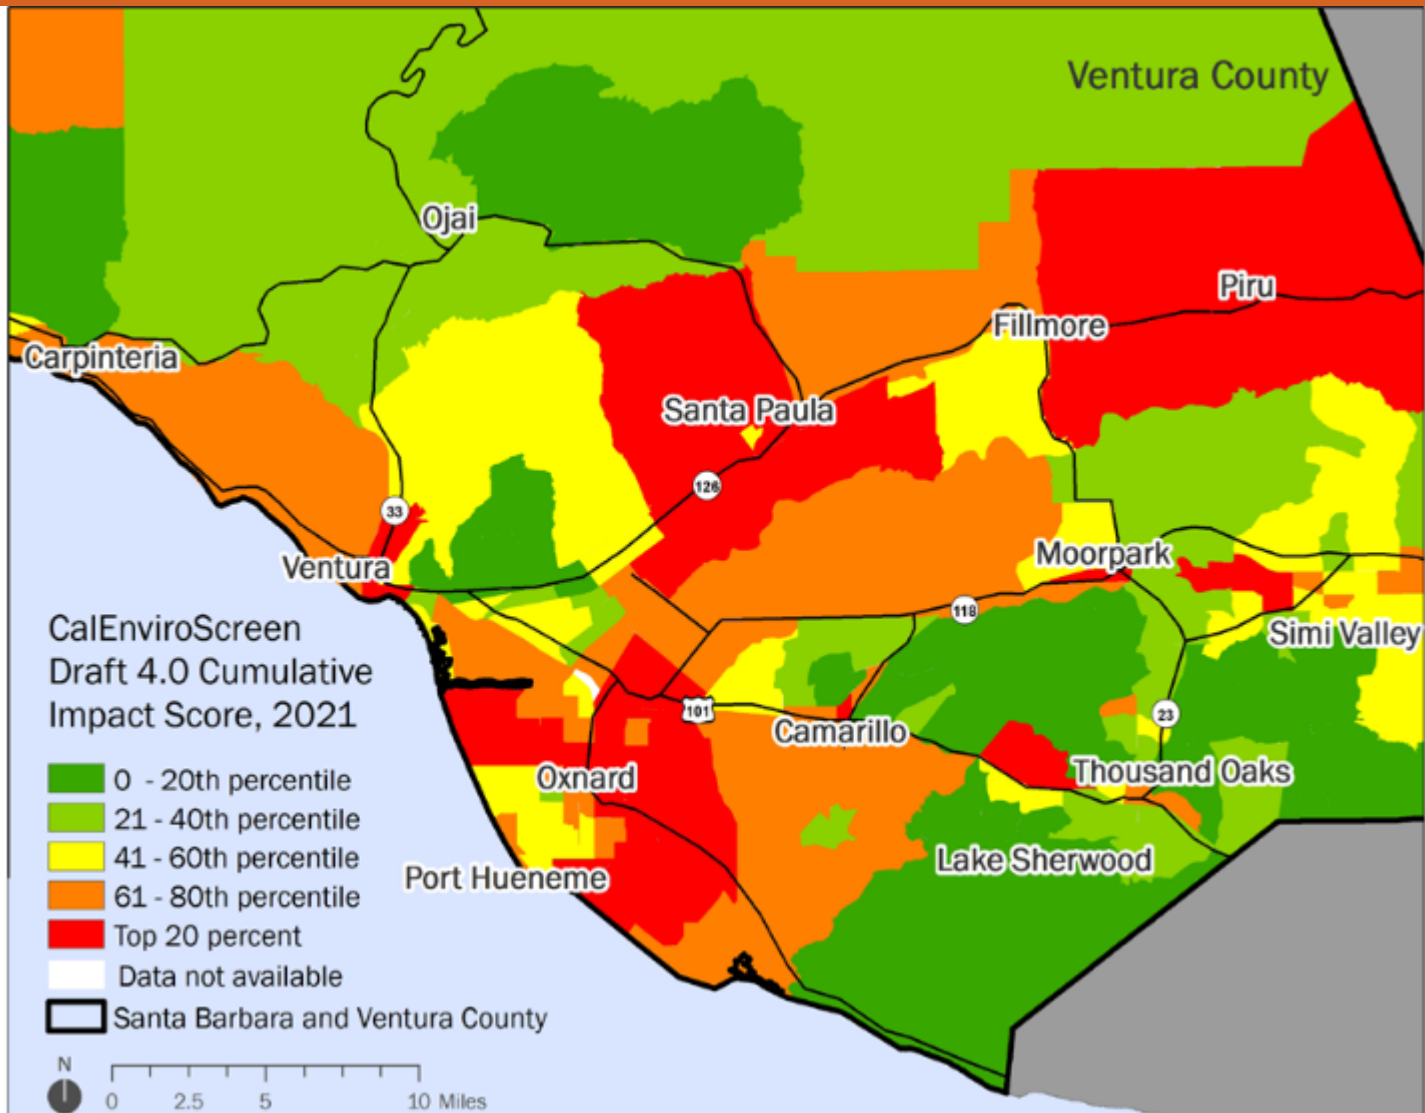 Ventura County
Ojai
Piru
Fillmore
Carpinteria
Santa Paula
126
33
Moorpark
Ventura
118
Simi Valley
CalEnviroScreen
Draft 4.0 Cumulative
Impact Score, 2021
101
23
Camarillo
Thousand Oaks
Oxnard
Lake Sherwood
Port Hueneme
0 - 20th percentile
21 - 40th percentile
41 - 60th percentile
61 - 80th percentile
Top 20 percent
Data not available
Santa Barbara and Ventura County
N
0 2.5 5 10 Miles